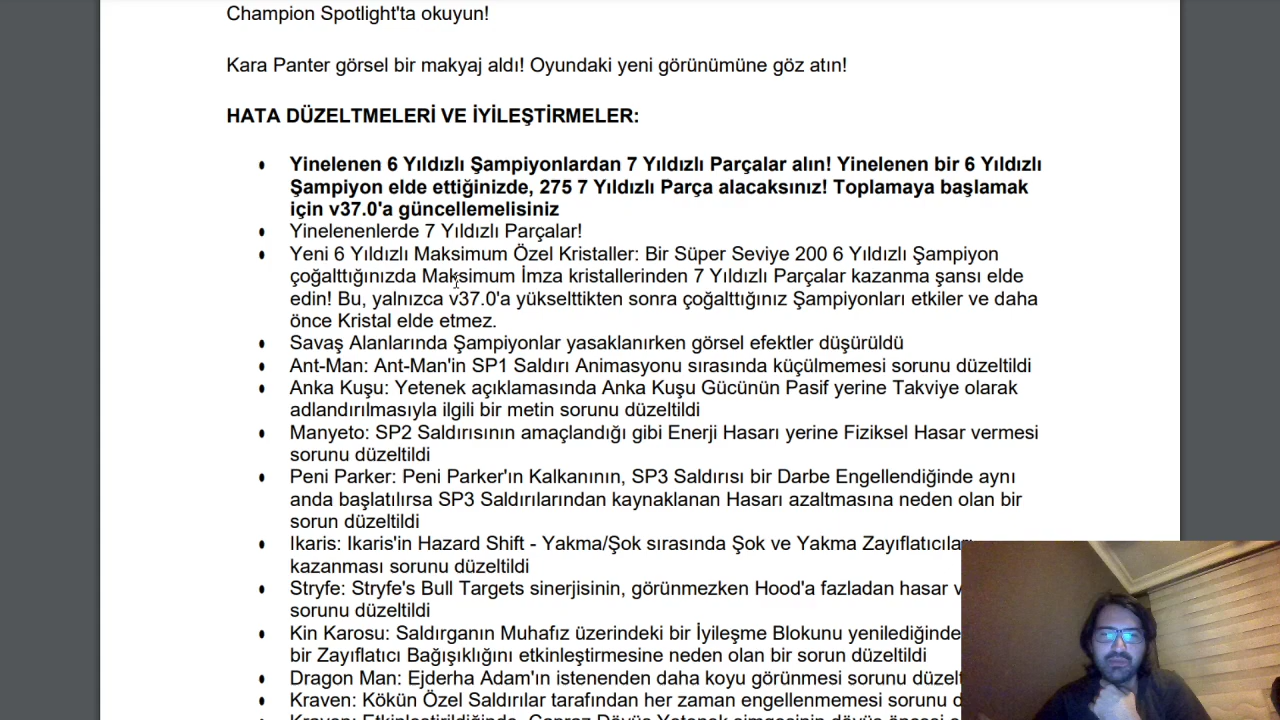 Champion Spotlight'ta okuyun!
Kara Panter görsel bir makyaj aldı! Oyundaki yeni görünümüne göz atın!
HATA DÜZELTMELERİ VE İYİLEŞTİRMELER:
Yinelenen 6 Yıldızlı Şampiyonlardan 7 Yıldızlı Parçalar alın! Yinelenen bir 6 Yıldızlı
Şampiyon elde ettiğinizde, 275 7 Yıldızlı Parça alacaksınız! Toplamaya başlamak
için v37.0'a güncellemelisiniz
Yinelenenlerde 7 Yıldızlı Parçalar!
Yeni 6 Yıldızlı Maksimum Özel Kristaller: Bir Süper Seviye 200 6 Yıldızlı Şampiyon
çoğalttığınızda Maksimum İmza kristallerinden 7 Yıldızlı Parçalar kazanma şansı elde
edin! Bu, yalnızca v37.0'a yükselttikten sonra çoğalttığınız Şampiyonları etkiler ve daha
önce Kristal elde etmez.
Savaş Alanlarında Şampiyonlar yasaklanırken görsel efektler düşürüldü
Ant-Man: Ant-Man'in SP1 Saldırı Animasyonu sırasında küçülmemesi sorunu düzeltildi
Anka Kuşu: Yetenek açıklamasında Anka Kuşu Gücünün Pasif yerine Takviye olarak
adlandırılmasıyla ilgili bir metin sorunu düzeltildi
Manyeto: SP2 Saldırısının amaçlandığı gibi Enerji Hasarı yerine Fiziksel Hasar vermesi
sorunu düzeltildi
Peni Parker: Peni Parker'ın Kalkanının, SP3 Saldırısı bir Darbe Engellendiğinde aynı
anda başlatılırsa SP3 Saldırılarından kaynaklanan Hasarı azaltmasına neden olan bir
sorun düzeltildi
Ikaris: Ikaris'in Hazard Shift - Yakma/Şok sırasında Şok ve Yakma
kazanması sorunu düzeltildi
Stryfe: Stryfe's Bull Targets sinerjisinin, görünmezken Hood'a fazladan hasar
sorunu düzeltildi
Kin Karosu: Saldırganın Muhafız üzerindeki bir İyileşme Blokunu yenilediğinde
bir Zayıflatıcı Bağışıklığını etkinleştirmesine neden olan bir sorun düzeltildi
Dragon Man: Ejderha Adam'ın istenenden daha koyu görünmesi sorunu
Kraven: Kökün Özel Saldırılar tarafından her zaman engellenmemesi sorunu